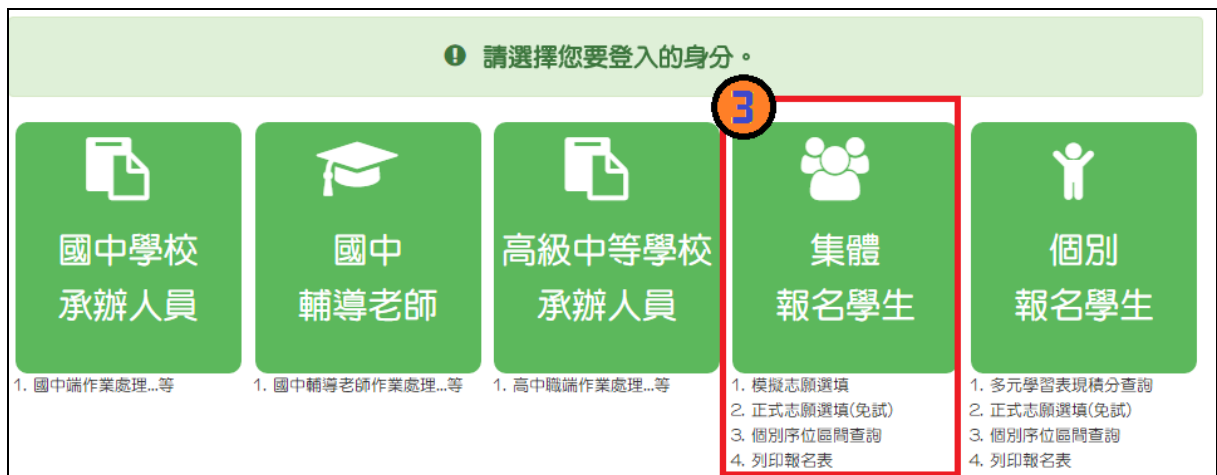 ! 請選擇您要登入的身分。
3
國中學校
承辦人員
1. 國中端作業處理...等
國中
輔導老師
1. 國中輔導老師作業處理...等
高級中等學校
承辦人員
1. 高中職端作業處理...等
集體
報名學生
1. 模擬志願選填
2. 正式志願選填(免試)
3. 個別序位區間查詢
4. 列印報名表
個別
報名學生
1. 多元學習表現積分查詢
2. 正式志願選填(免試)
3. 個別序位區間查詢
4. 列印報名表